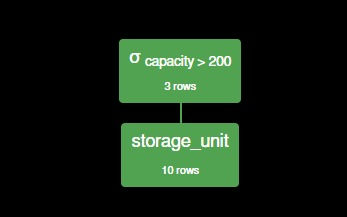 σ capacity > 200
3 rows
storage_unit
10 rows